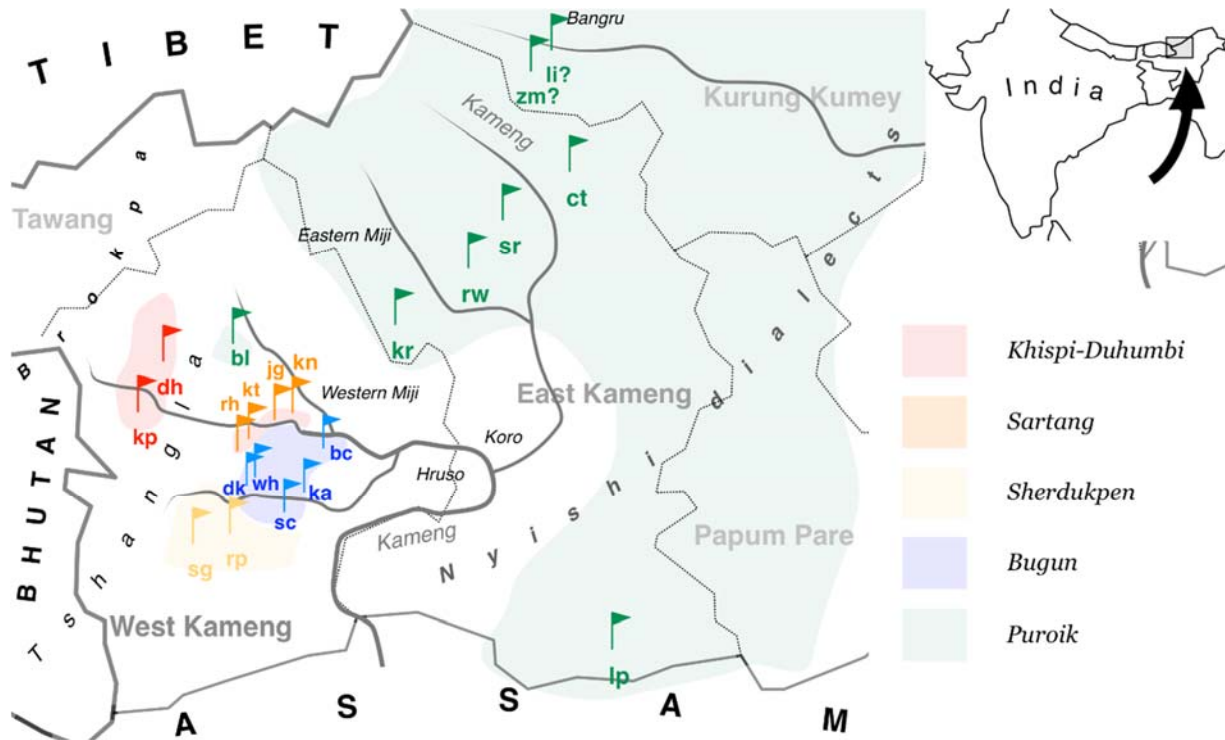 TIBET
Bangru
li?
zm?
Kameng
Kurung Kumey
India
ct
Tawang
Eastern Miji
sr
rw
Brokpa
kr
bl
dh
kp
jg
kn
kt
rh
Western Miji
East Kameng
bc
Koro
Hruso
dk
wh
ka
sc
sg
rp
Kameng
Nyishi dialects
Papum Pare
BHUTAN
Tshangla
West Kameng
lp
ASSAM
Khispi-Duhumbi
Sartang
Sherdukpen
Bugun
Puroik